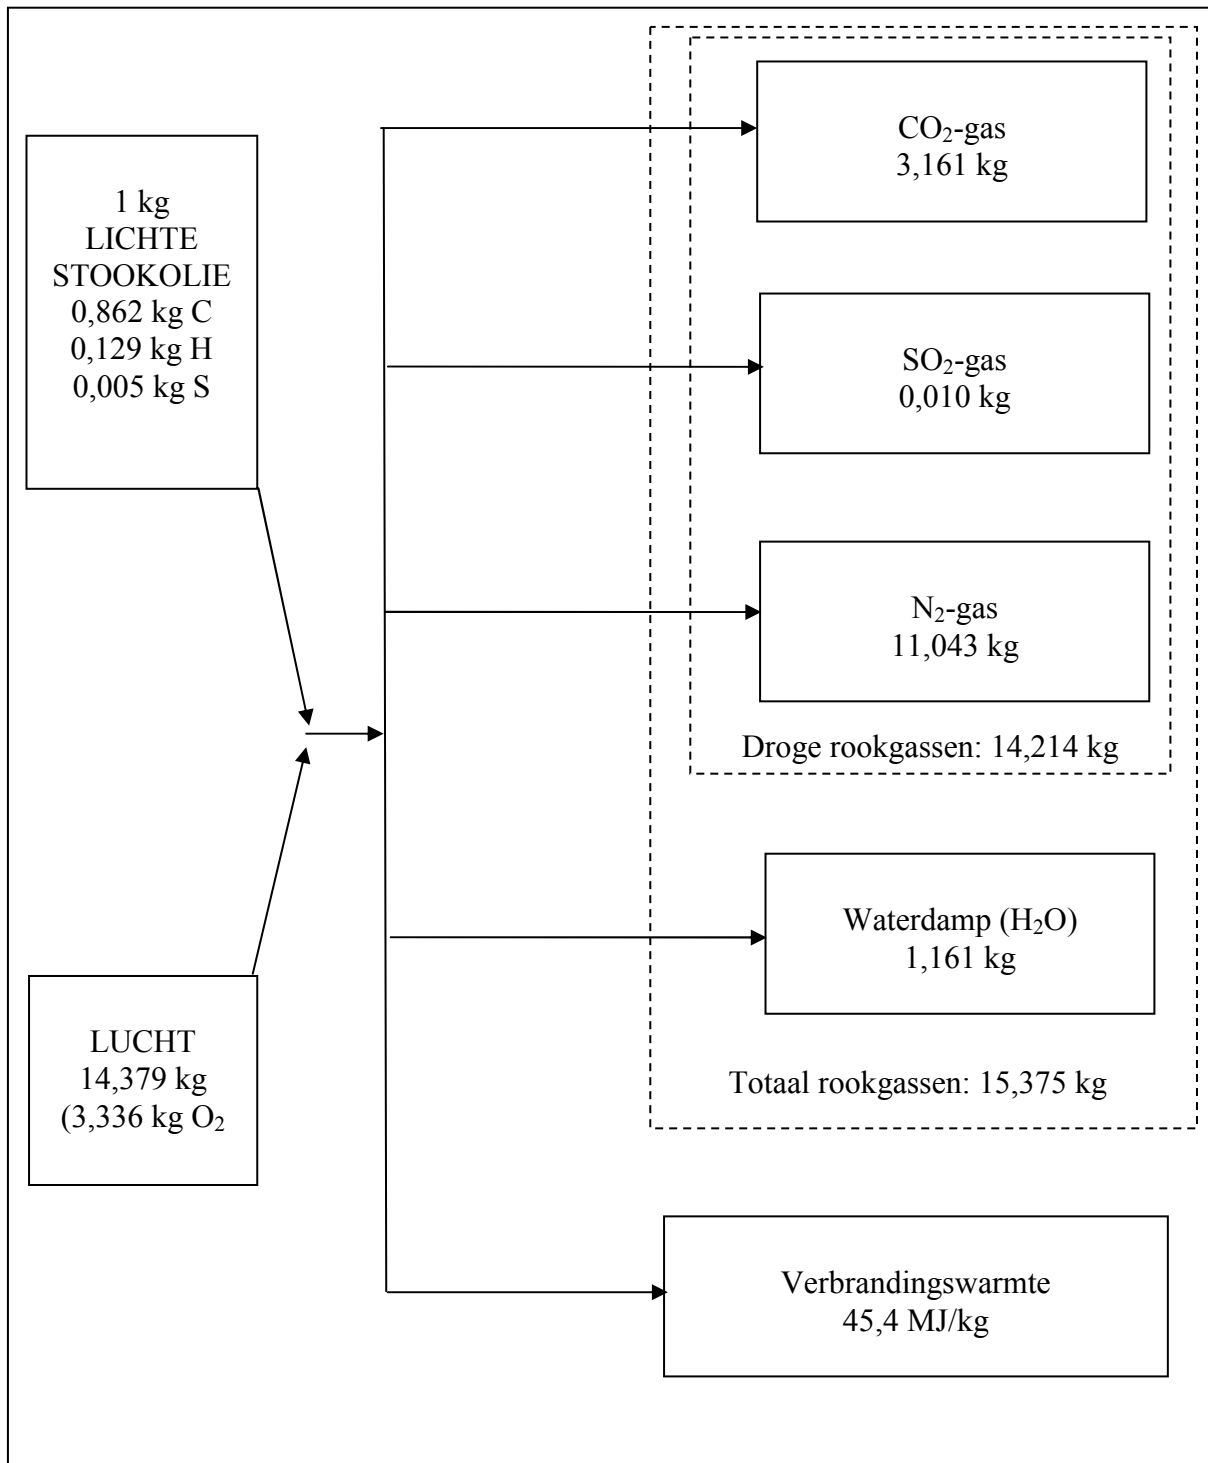 1 kg
LICHTE
STOOKOLIE
0,862 kg C
0,129 kg H
0,005 kg S
LUCHT
14,379 kg
(3,336 kg O₂
CO₂-gas
3,161 kg
SO₂-gas
0,010 kg
N₂-gas
11,043 kg
Droge rookgassen: 14,214 kg
Waterdamp (H₂O)
1,161 kg
Totaal rookgassen: 15,375 kg
Verbrandingswarmte
45,4 MJ/kg